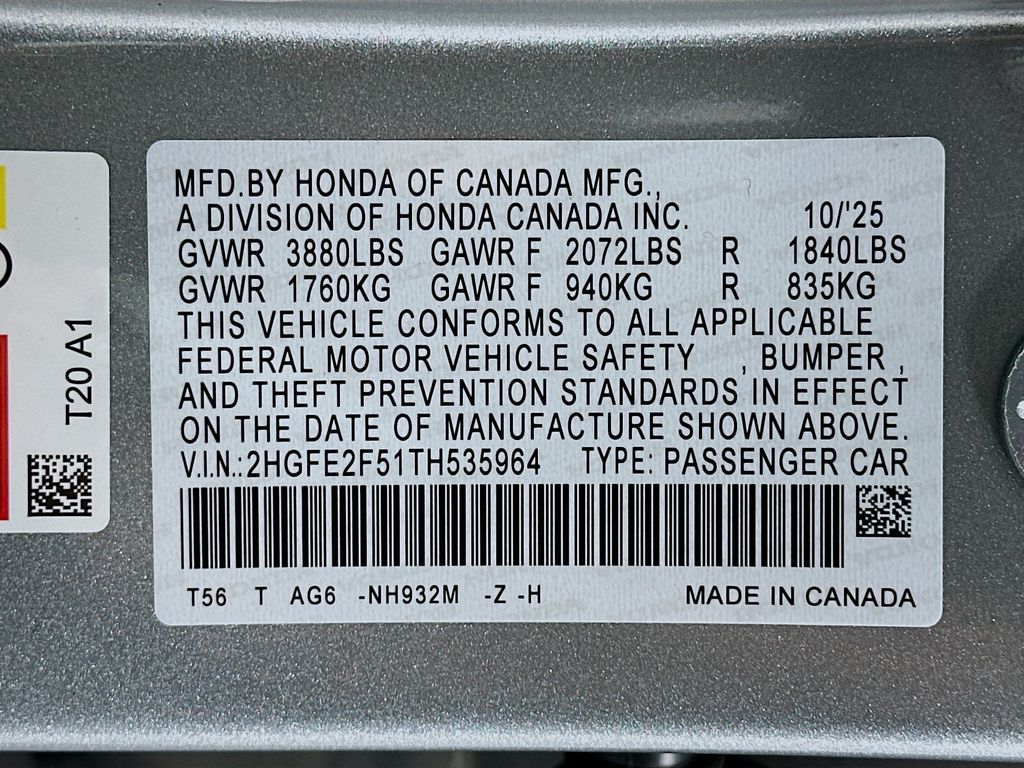 MFD.BY HONDA OF CANADA MFG.,
A DIVISION OF HONDA CANADA INC. 10/'25
GVWR 3880LBS GAWR F 2072LBS R 1840LBS
GVWR 1760KG GAWR F 940KG R 835KG
THIS VEHICLE CONFORMS TO ALL APPLICABLE
FEDERAL MOTOR VEHICLE SAFETY , BUMPER ,
AND THEFT PREVENTION STANDARDS IN EFFECT
ON THE DATE OF MANUFACTURE SHOWN ABOVE.
V.I.N.:2HGFE2F51TH535964 TYPE: PASSENGER CAR
T56 T AG6 -NH932M -Z -H MADE IN CANADA
T20 A1